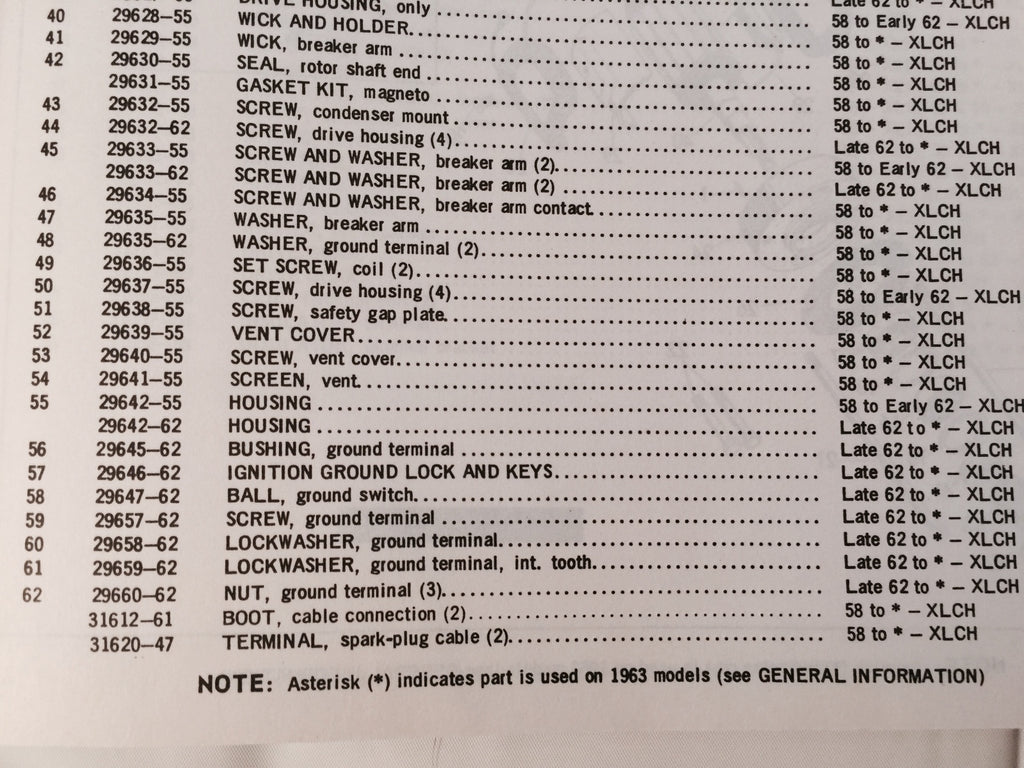 Late 62 to * – XLCH
DRIVE HOUSING, only ........ 58 to Early 62 – XLCH
40 29628–55 WICK AND HOLDER........ 58 to * – XLCH
41 29629–55 WICK, breaker arm ........ 58 to * – XLCH
42 29630–55 SEAL, rotor shaft end ........ 58 to * – XLCH
29631–55 GASKET KIT, magneto ........ 58 to * – XLCH
43 29632–55 SCREW, condenser mount ........ 58 to * – XLCH
44 29632–62 SCREW, drive housing (4)........ Late 62 to * – XLCH
45 29633–55 SCREW AND WASHER, breaker arm (2)........ 58 to Early 62 – XLCH
29633–62 SCREW AND WASHER, breaker arm (2) ........ Late 62 to * – XLCH
46 29634–55 SCREW AND WASHER, breaker arm contact........ 58 to * – XLCH
47 29635–55 WASHER, breaker arm ........ 58 to * – XLCH
48 29635–62 WASHER, ground terminal (2)........ 58 to * – XLCH
49 29636–55 SET SCREW, coil (2)........ 58 to * – XLCH
50 29637–55 SCREW, drive housing (4)........ 58 to Early 62 – XLCH
51 29638–55 SCREW, safety gap plate........ 58 to * – XLCH
52 29639–55 VENT COVER........ 58 to * – XLCH
53 29640–55 SCREW, vent cover........ 58 to * – XLCH
54 29641–55 SCREEN, vent........ 58 to * – XLCH
55 29642–55 HOUSING ........ 58 to Early 62 – XLCH
29642–62 HOUSING ........ Late 62 to * – XLCH
56 29645–62 BUSHING, ground terminal ........ Late 62 to * – XLCH
57 29646–62 IGNITION GROUND LOCK AND KEYS........ Late 62 to * – XLCH
58 29647–62 BALL, ground switch........ Late 62 to * – XLCH
59 29657–62 SCREW, ground terminal ........ Late 62 to * – XLCH
60 29658–62 LOCKWASHER, ground terminal........ Late 62 to * – XLCH
61 29659–62 LOCKWASHER, ground terminal, int. tooth........ Late 62 to * – XLCH
62 29660–62 NUT, ground terminal (3)........ Late 62 to * – XLCH
31612–61 BOOT, cable connection (2)........ 58 to * – XLCH
31620–47 TERMINAL, spark-plug cable (2)........ 58 to * – XLCH
NOTE: Asterisk (*) indicates part is used on 1963 models (see GENERAL INFORMATION)